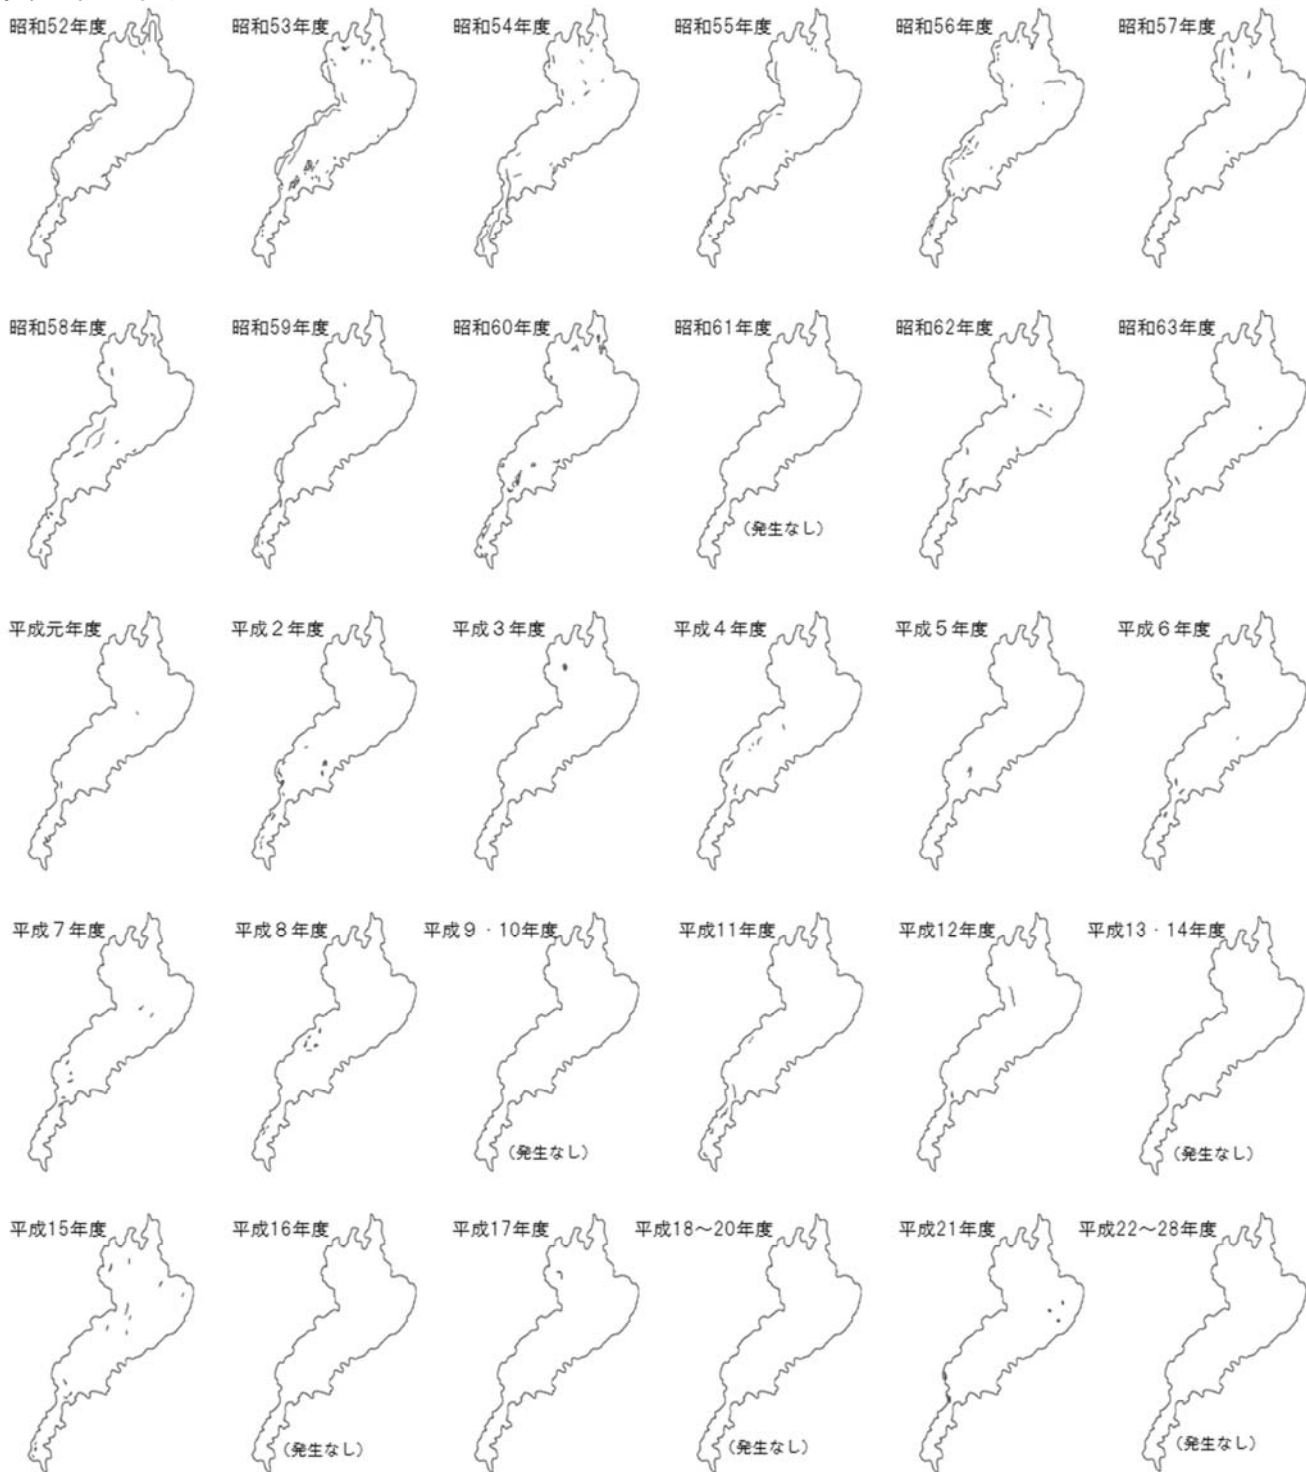 昭和52年度
昭和53年度
昭和54年度
昭和55年度
昭和56年度
昭和57年度
昭和58年度
昭和59年度
昭和60年度
昭和61年度
(発生なし)
昭和62年度
昭和63年度
平成元年度
平成2年度
平成3年度
平成4年度
平成5年度
平成6年度
平成7年度
平成8年度
平成9・10年度
(発生なし)
平成11年度
平成12年度
平成13・14年度
(発生なし)
平成15年度
平成16年度
(発生なし)
平成17年度
平成18~20年度
(発生なし)
平成21年度
平成22~28年度
(発生なし)